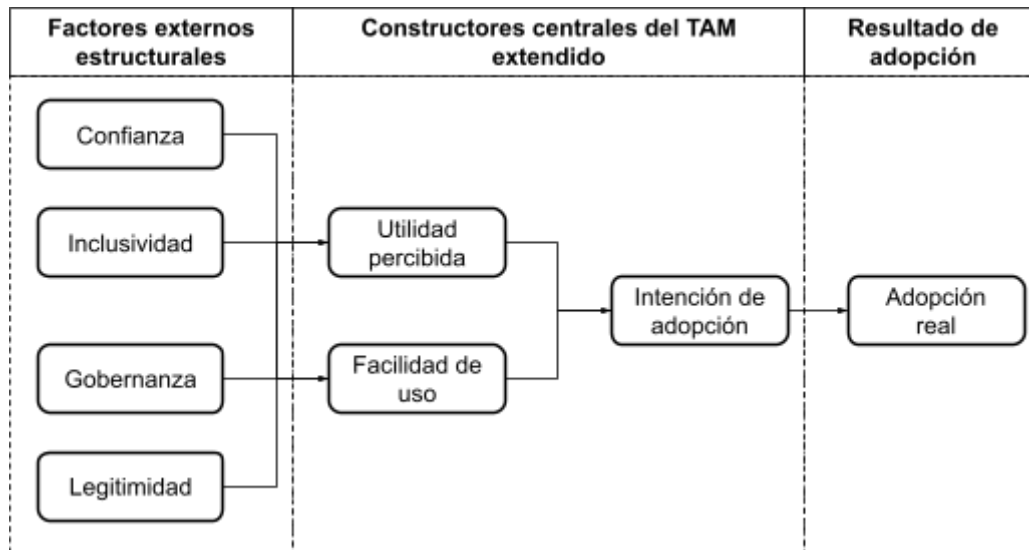 Factores externos
estructurales
Constructores centrales del TAM
extendido
Resultado de
adopción
Confianza
Inclusividad
Gobernanza
Legitimidad
Utilidad
percibida
Facilidad de
uso
Intención de
adopción
Adopción
real